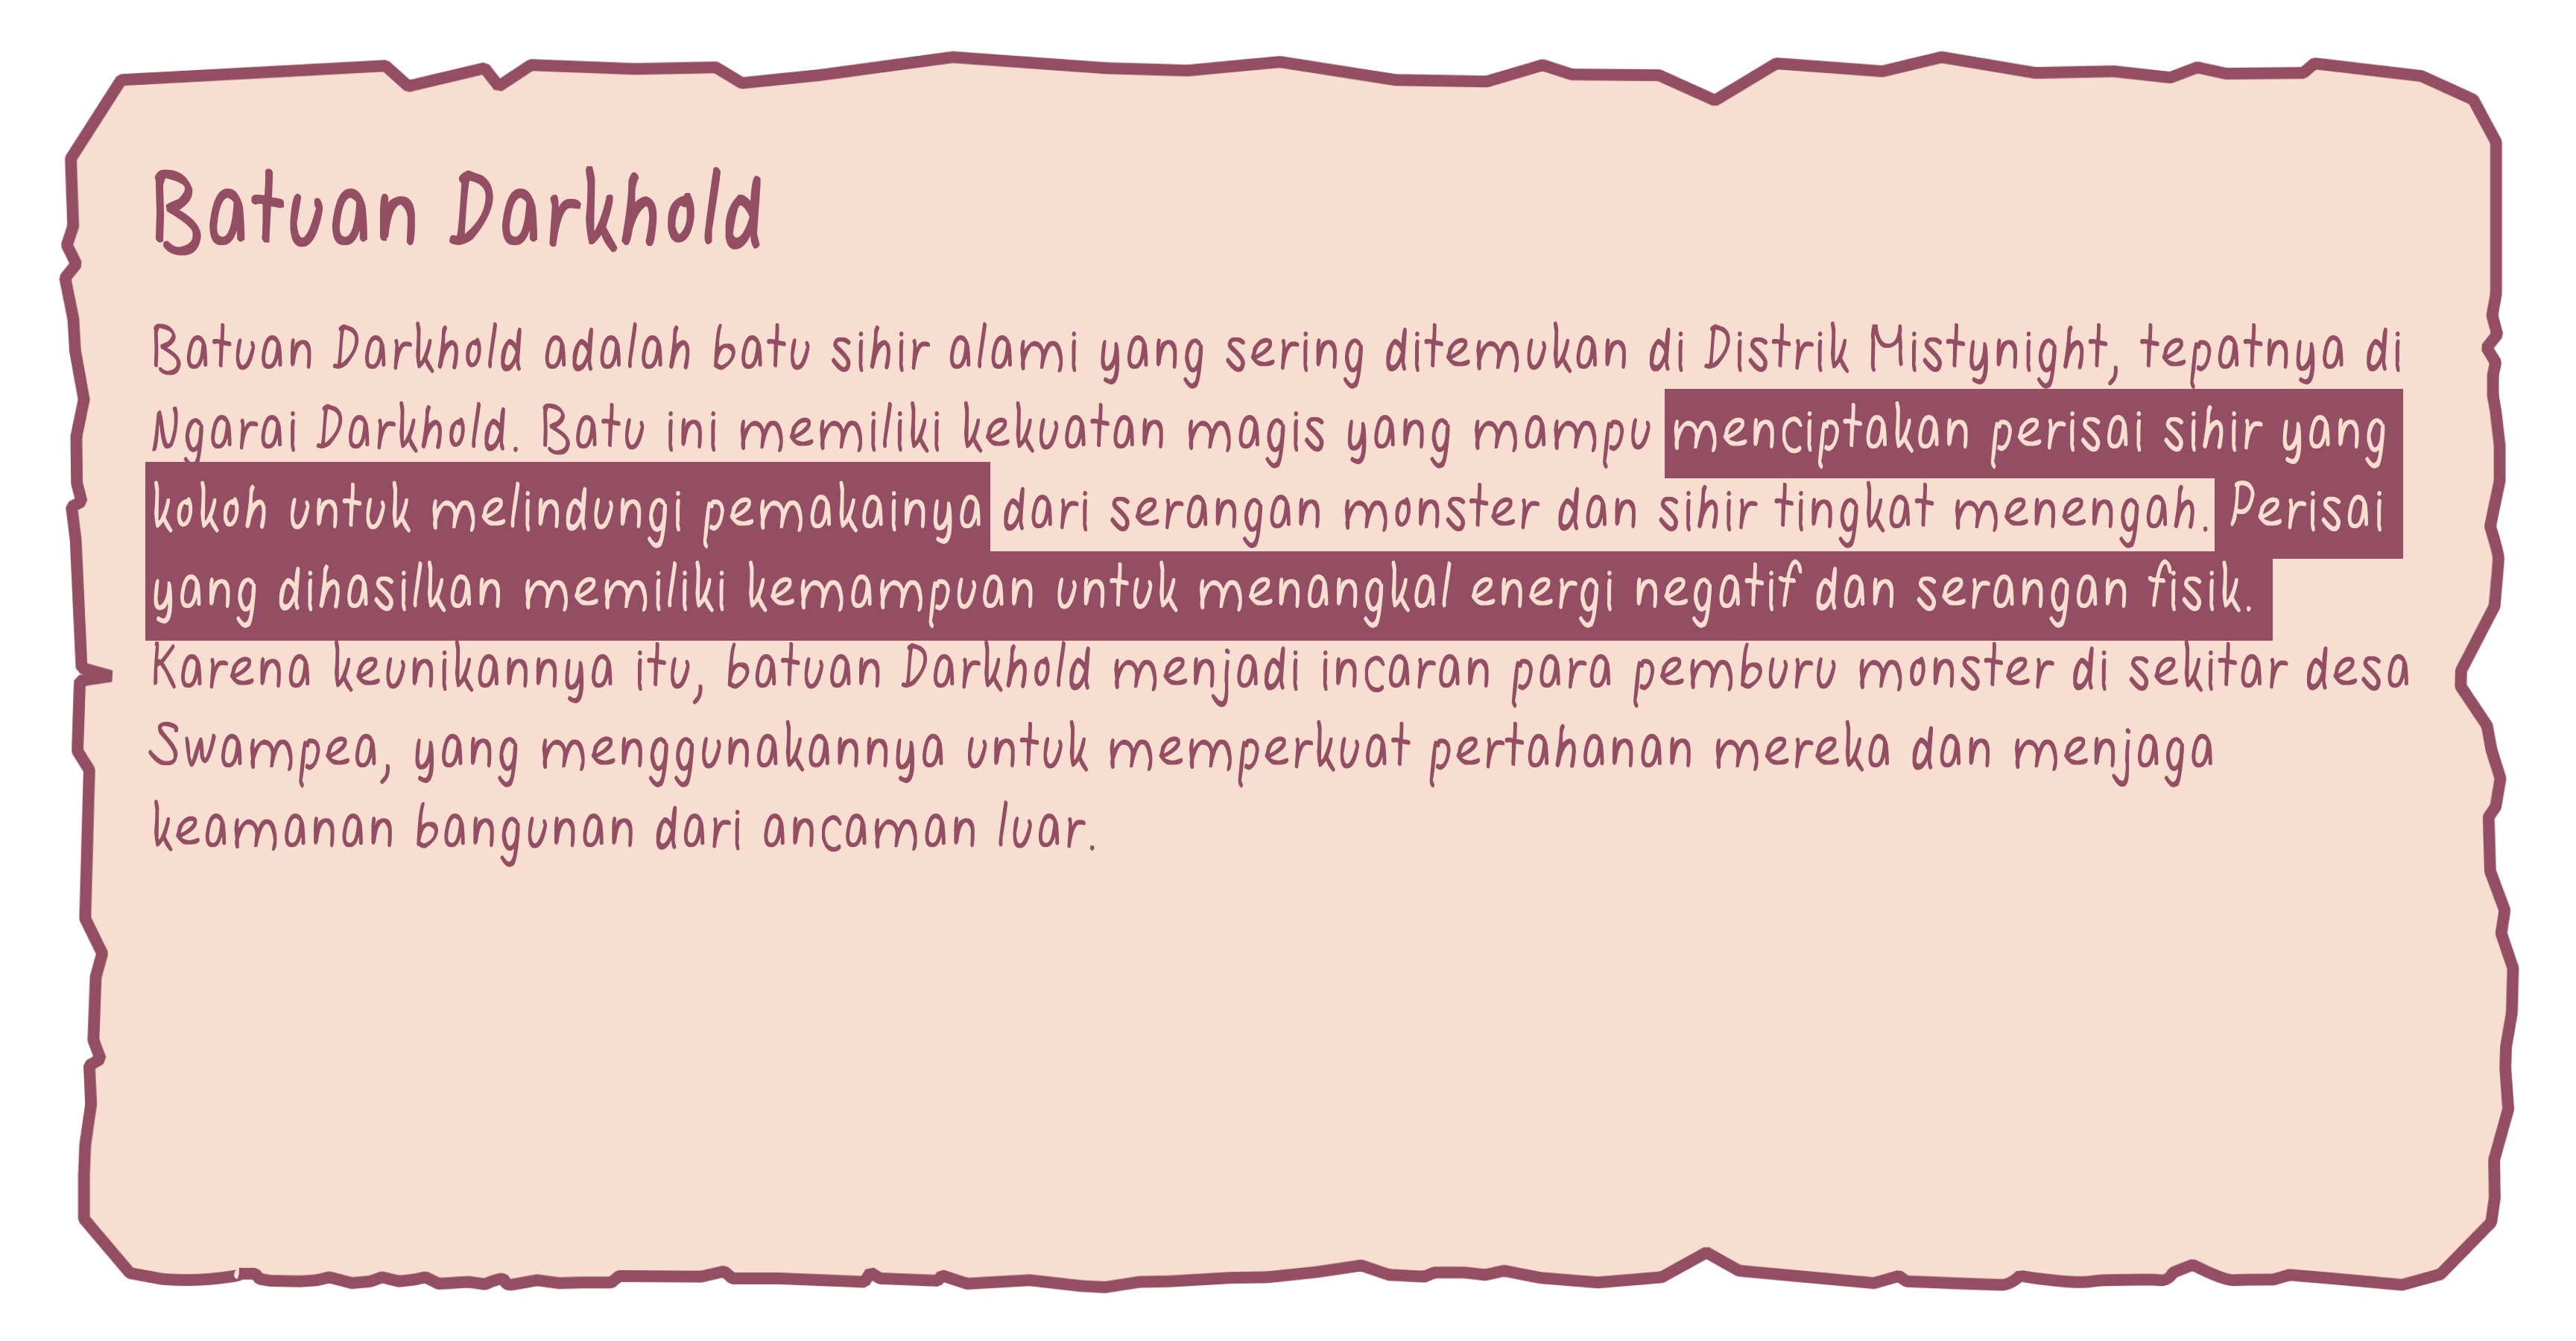 Batuan Darkhold
Batuan Darkhold adalah batu sihir alami yang sering ditemukan di Distrik Mistynight, tepatnya di
Ngarai Darkhold. Batu ini memiliki kekuatan magis yang mampu menciptakan perisai sihir yang
kokoh untuk melindungi pemakainya dari serangan monster dan sihir tingkat menengah. Perisai
yang dihasilkan memiliki kemampuan untuk menangkal energi negatif dan serangan fisik.
Karena keunikannya itu, batuan Darkhold menjadi incaran para pemburu monster di sekitar desa
Swampea, yang menggunakannya untuk memperkuat pertahanan mereka dan menjaga
keamanan bangunan dari ancaman luar.